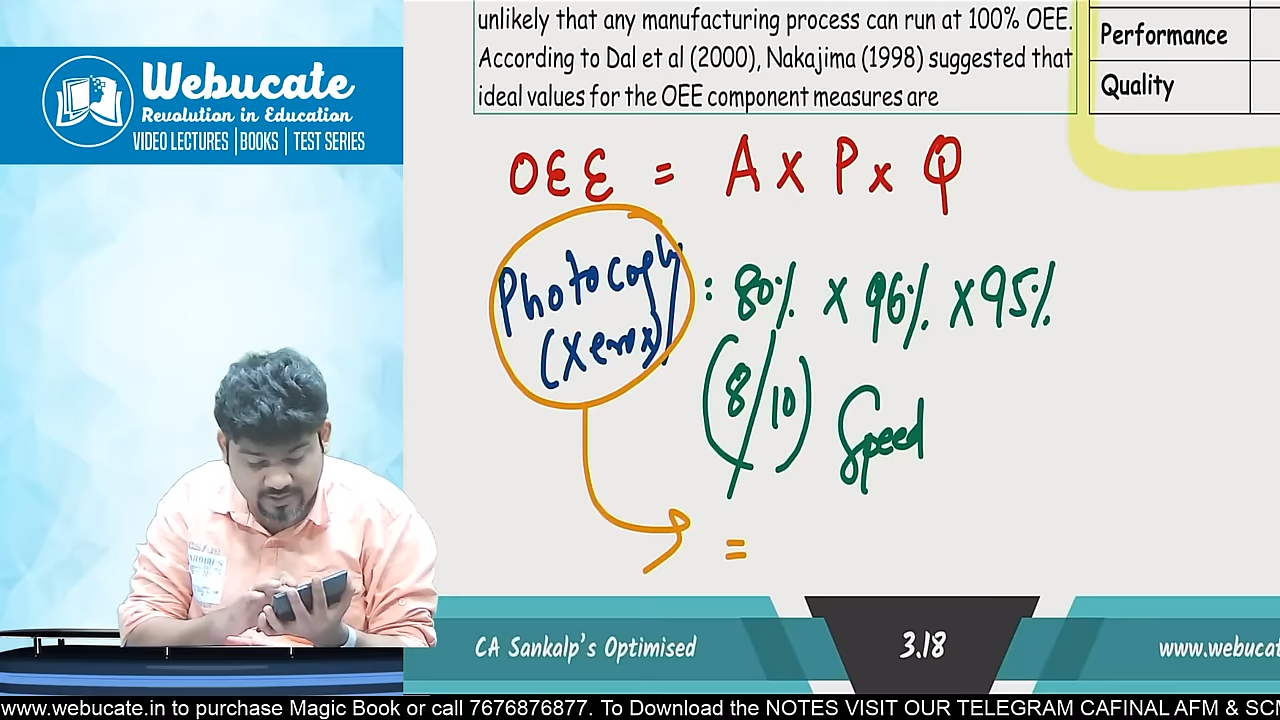 Webucate
Revolution in Education
VIDEO LECTURES | BOOKS | TEST SERIES
unlikely that any manufacturing process can run at 100% OEE.
According to Dal et al (2000), Nakajima (1998) suggested that
ideal values for the OEE component measures are
Performance
Quality
OEE = A X P X Q
Photocopy : 80% X 96% X 95%
(Xerox)
(8/10) Speed
=
CA Sankalp's Optimised
3.18
www.webucat
www.webucate.in to purchase Magic Book or call 7676876877. To Download the NOTES VISIT OUR TELEGRAM CAFINAL AFM & SC